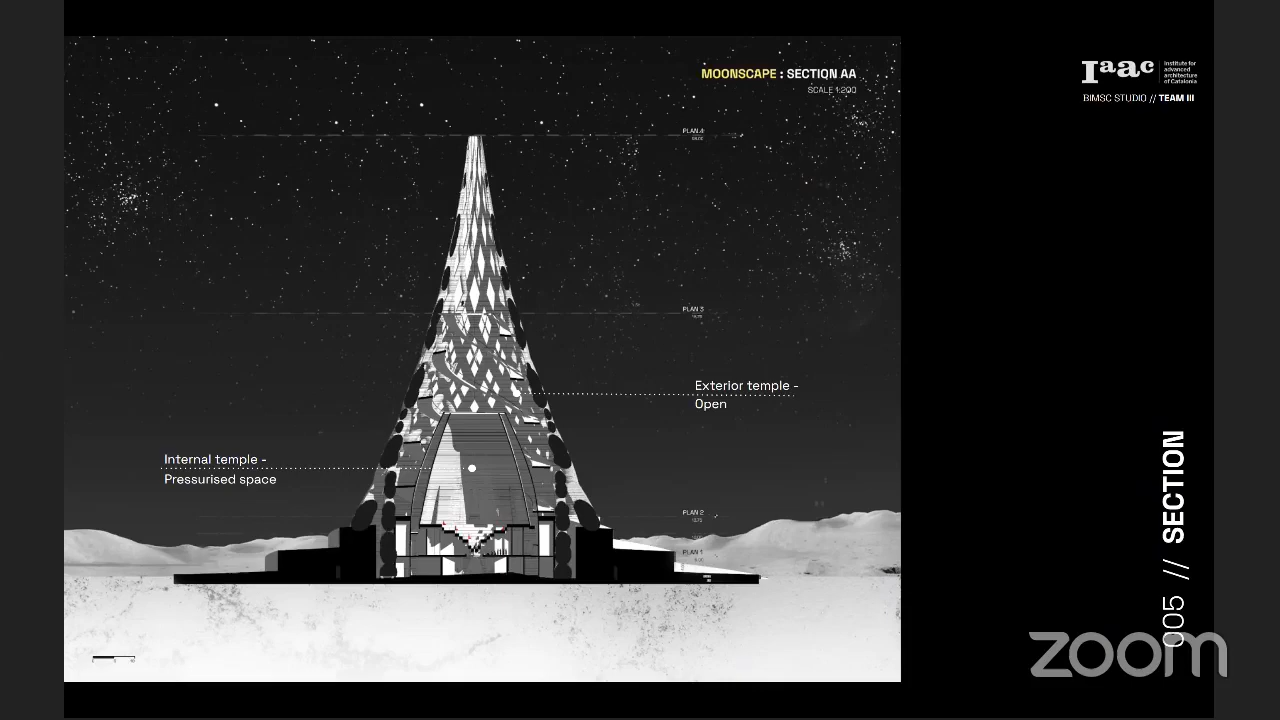 MOONSCAPE : SECTION AA
SCALE 1:200
Iaac
Institute for
advanced
architecture
of Catalonia
BIMSC STUDIO // TEAM III
PLAN 4
PLAN 3
Exterior temple -
Open
Internal temple -
Pressurised space
PLAN 2
PLAN 1
005 // SECTION
zoom